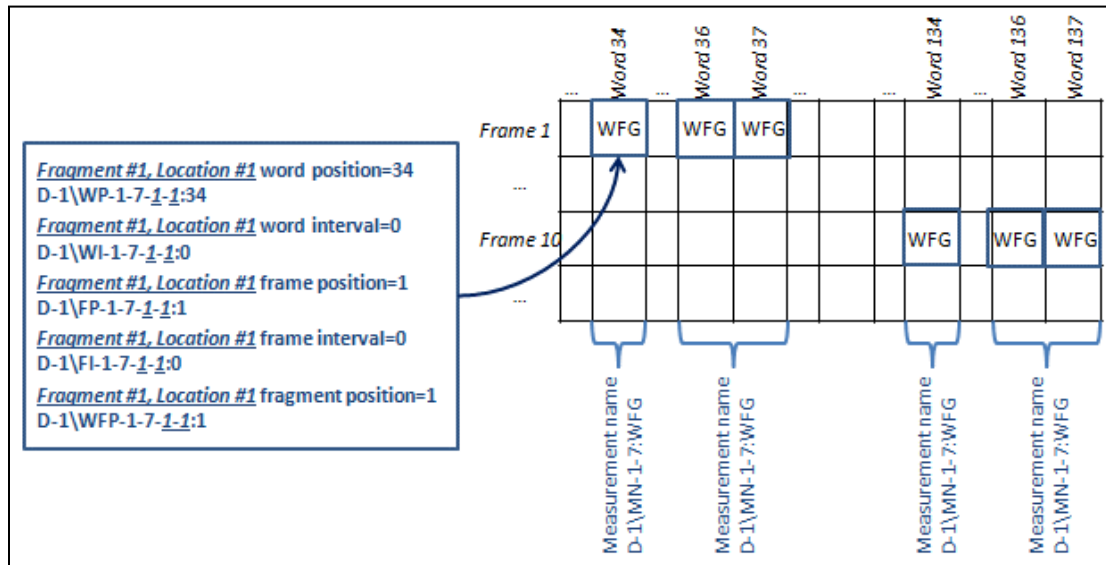 ... Word 34 ... Word 36 Word 37 ... ... Word 134 ... Word 136 Word 137
Frame 1 WFG WFG WFG
...
Frame 10 WFG WFG WFG
...
Fragment #1, Location #1 word position=34
D-1\WP-1-7-1-1:34
Fragment #1, Location #1 word interval=0
D-1\WI-1-7-1-1:0
Fragment #1, Location #1 frame position=1
D-1\FP-1-7-1-1:1
Fragment #1, Location #1 frame interval=0
D-1\FI-1-7-1-1:0
Fragment #1, Location #1 fragment position=1
D-1\WFP-1-7-1-1:1
Measurement name
D-1\MN-1-7:WFG
Measurement name
D-1\MN-1-7:WFG
Measurement name
D-1\MN-1-7:WFG
Measurement name
D-1\MN-1-7:WFG